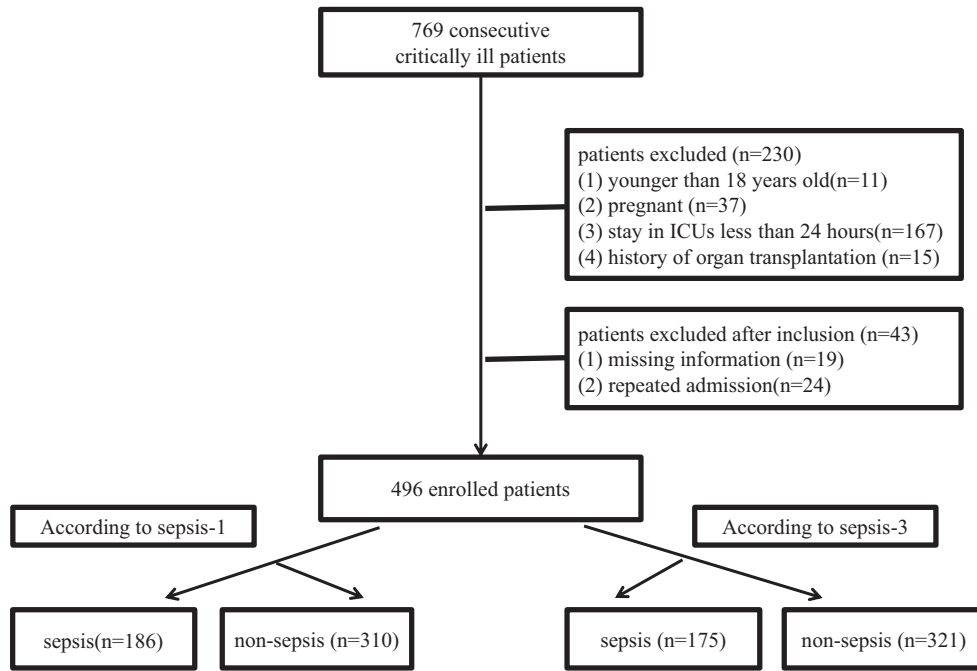 769 consecutive
critically ill patients
patients excluded (n=230)
(1) younger than 18 years old(n=11)
(2) pregnant (n=37)
(3) stay in ICUs less than 24 hours(n=167)
(4) history of organ transplantation (n=15)
patients excluded after inclusion (n=43)
(1) missing information (n=19)
(2) repeated admission(n=24)
496 enrolled patients
According to sepsis-1
According to sepsis-3
sepsis(n=186)
non-sepsis (n=310)
sepsis (n=175)
non-sepsis (n=321)